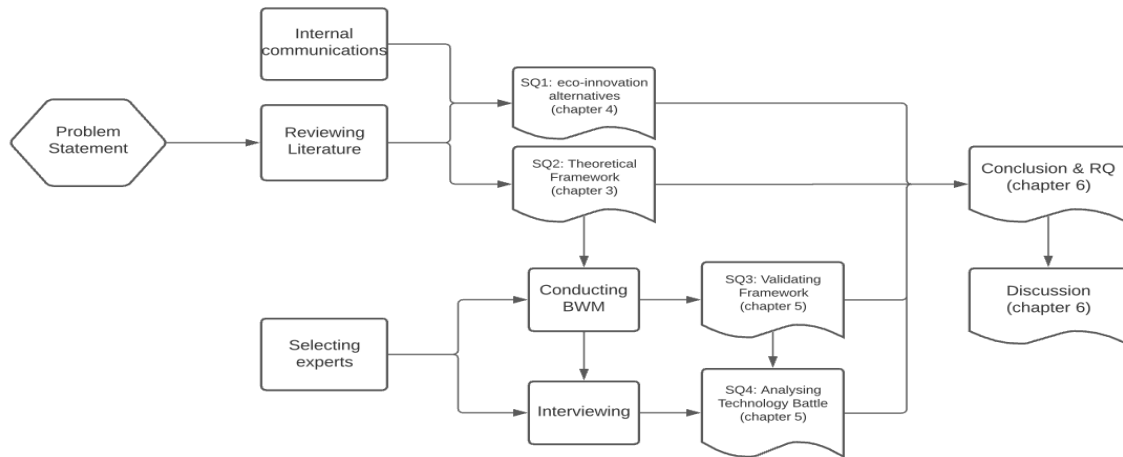 Internal
communications
Problem
Statement
Reviewing
Literature
SQ1: eco-innovation
alternatives
(chapter 4)
SQ2: Theoretical
Framework
(chapter 3)
Conclusion & RQ
(chapter 6)
Discussion
(chapter 6)
Selecting
experts
Conducting
BWM
SQ3: Validating
Framework
(chapter 5)
Interviewing
SQ4: Analysing
Technology Battle
(chapter 5)